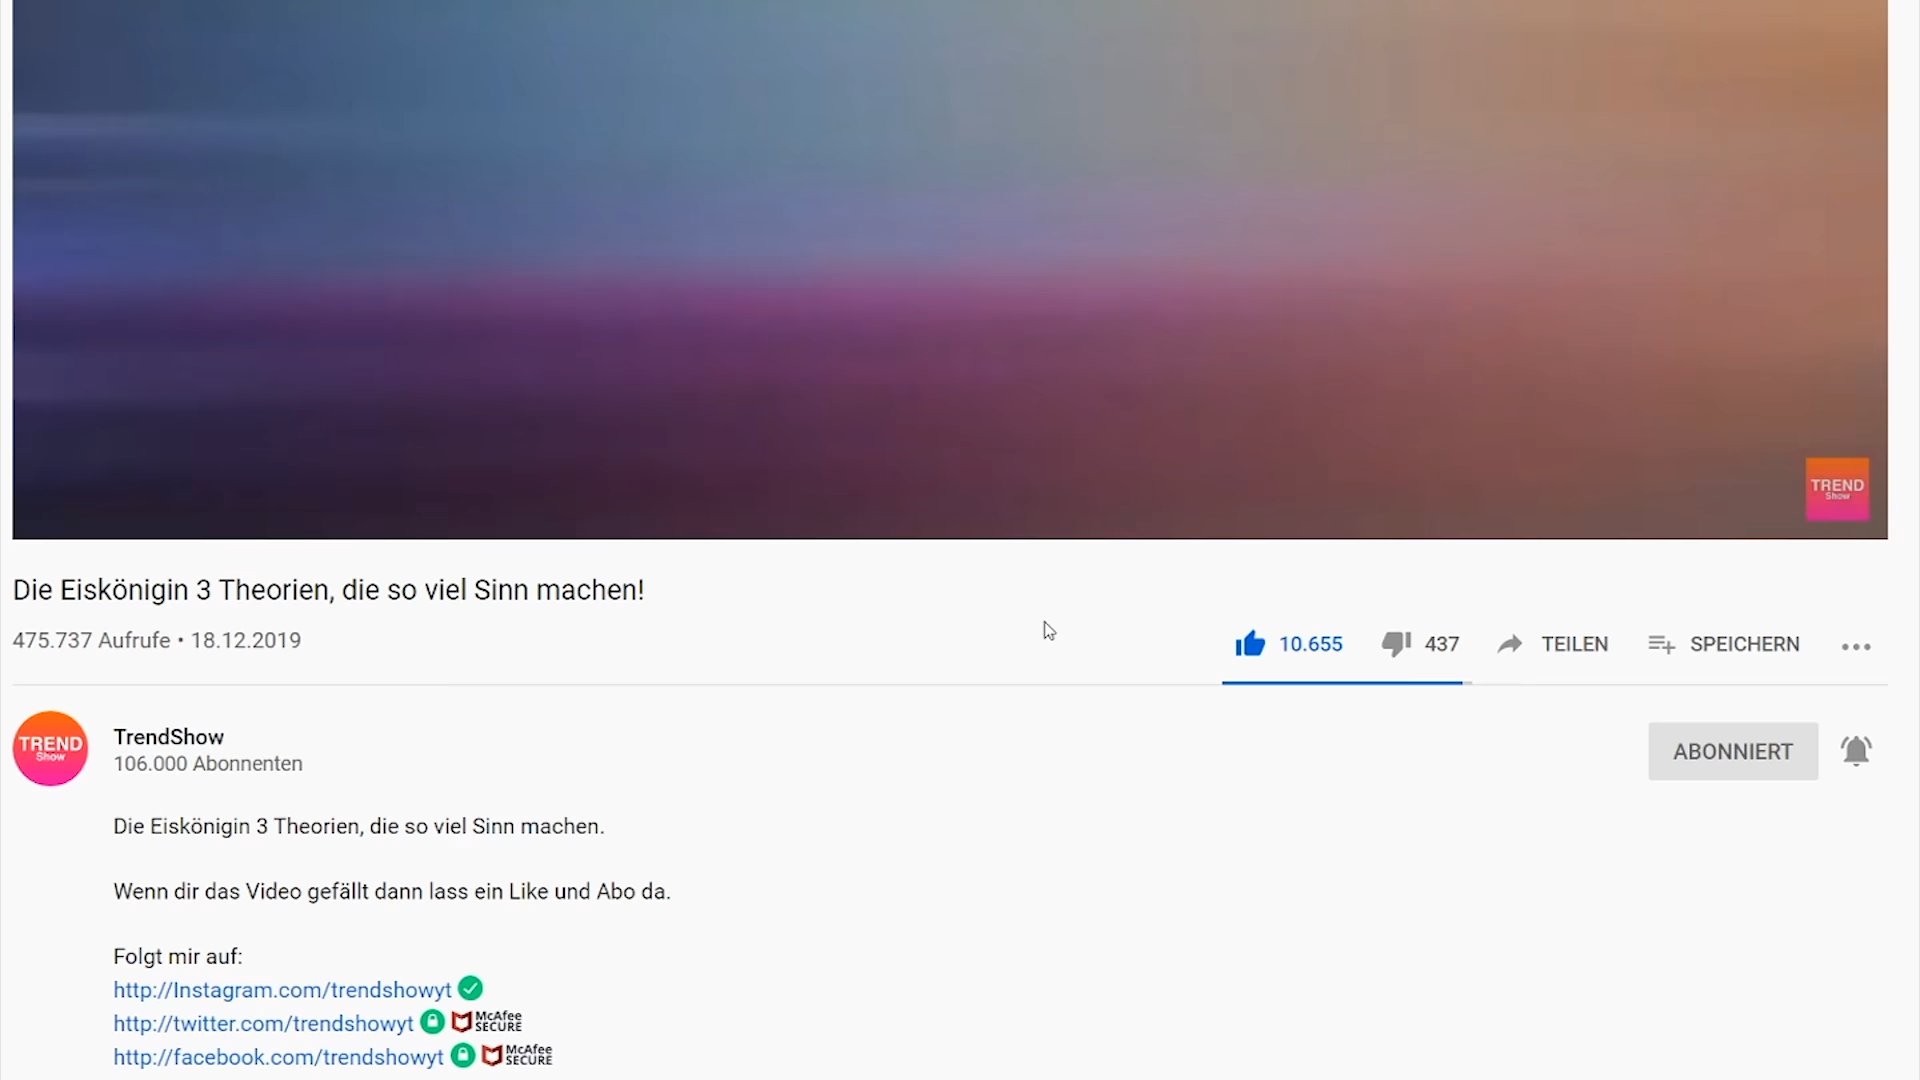 TREND
Show
Die Eiskönigin 3 Theorien, die so viel Sinn machen!
475.737 Aufrufe • 18.12.2019
10.655 437 TEILEN SPEICHERN
TREND
Show
TrendShow
106.000 Abonnenten
ABONNIERT
Die Eiskönigin 3 Theorien, die so viel Sinn machen.
Wenn dir das Video gefällt dann lass ein Like und Abo da.
Folgt mir auf:
http://Instagram.com/trendshowyt
http://twitter.com/trendshowyt McAfee SECURE
http://facebook.com/trendshowyt McAfee SECURE